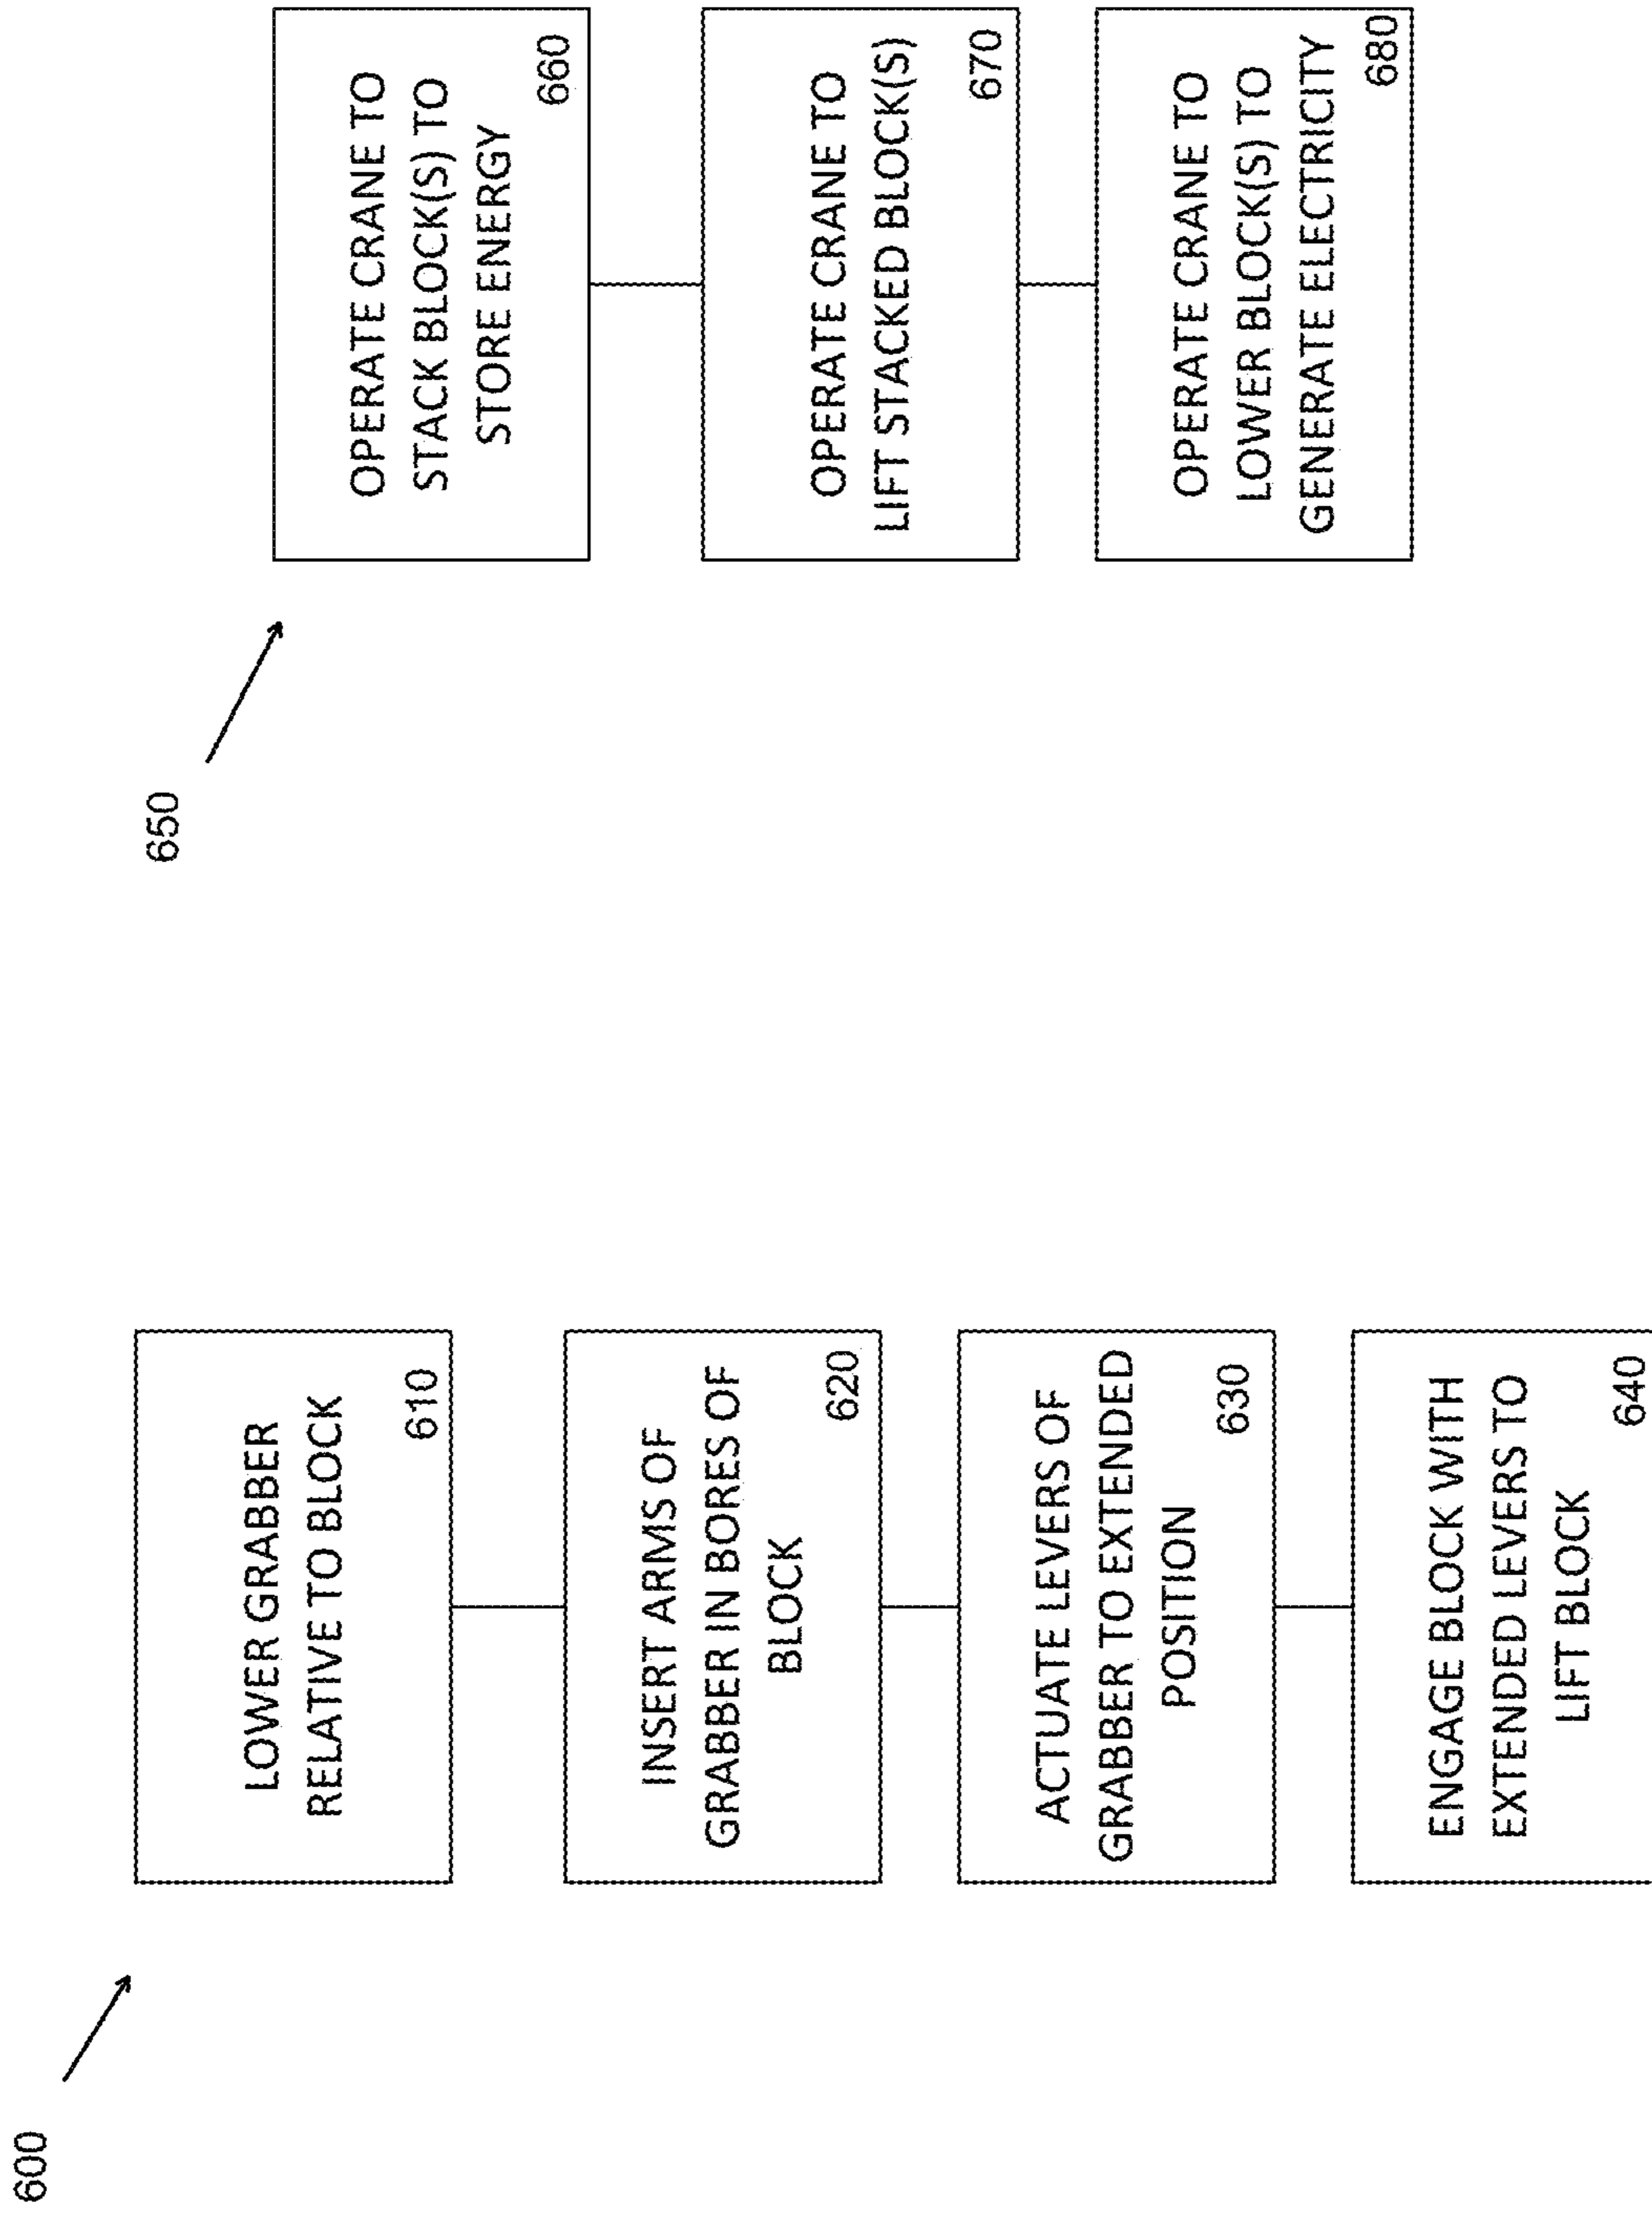 600
LOWER GRABBER
RELATIVE TO BLOCK
610
INSERT ARMS OF
GRABBER IN BORES OF
BLOCK
620
ACTUATE LEVERS OF
GRABBER TO EXTENDED
POSITION
630
ENGAGE BLOCK WITH
EXTENDED LEVERS TO
LIFT BLOCK
640
650
OPERATE CRANE TO
STACK BLOCK(S) TO
STORE ENERGY
660
OPERATE CRANE TO
LIFT STACKED BLOCK(S)
670
OPERATE CRANE TO
LOWER BLOCK(S) TO
GENERATE ELECTRICITY
680